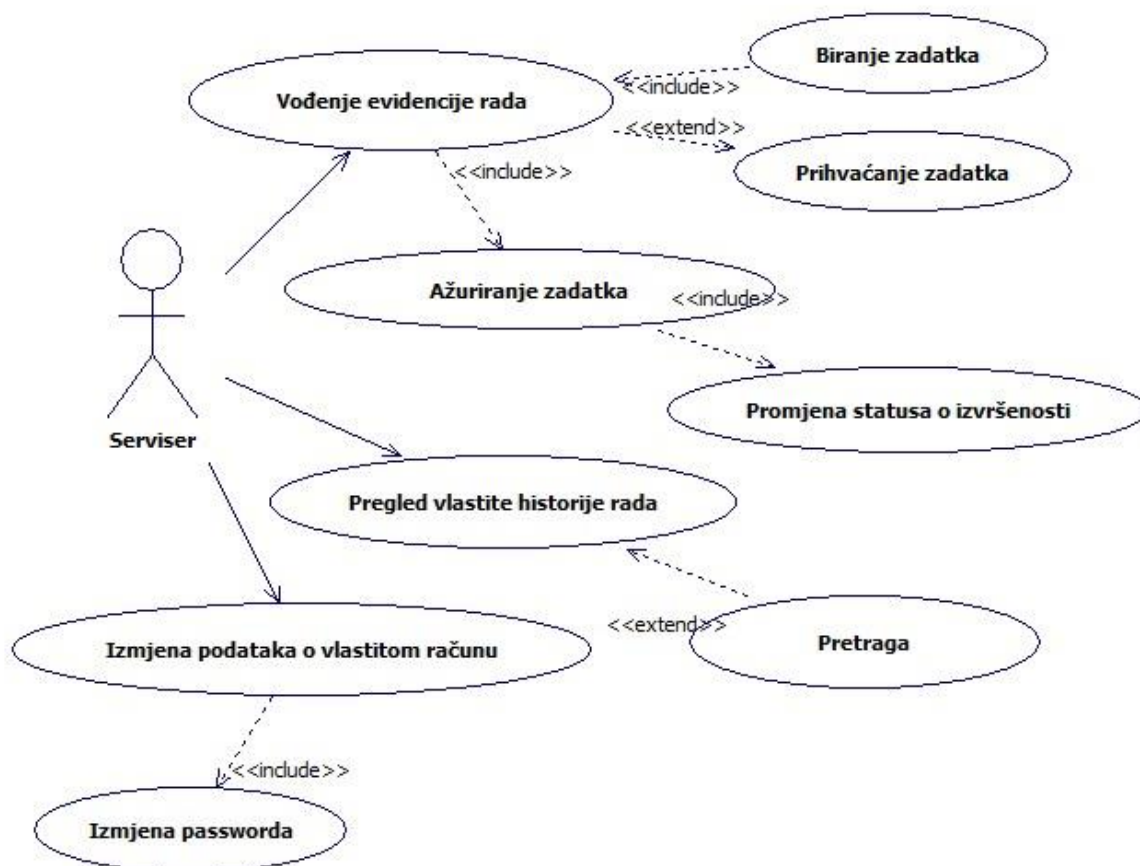 Biranje zadatka
Vođenje evidencije rada
<<include>>
<<extend>>
Prihvaćanje zadatka
<<include>>
Ažuriranje zadatka
<<include>>
Promjena statusa o izvršenosti
Serviser
Pregled vlastite historije rada
<<extend>>
Pretraga
Izmjena podataka o vlastitom računu
<<include>>
Izmjena passworda